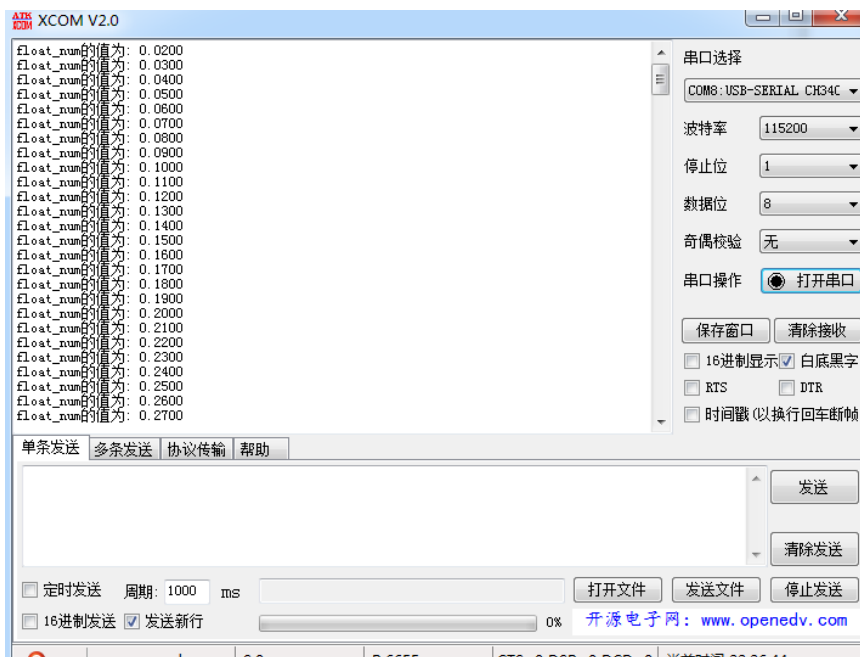 ATK XCOM XCOM V2.0
float_num的值为: 0.0200
float_num的值为: 0.0300
float_num的值为: 0.0400
float_num的值为: 0.0500
float_num的值为: 0.0600
float_num的值为: 0.0700
float_num的值为: 0.0800
float_num的值为: 0.0900
float_num的值为: 0.1000
float_num的值为: 0.1100
float_num的值为: 0.1200
float_num的值为: 0.1300
float_num的值为: 0.1400
float_num的值为: 0.1500
float_num的值为: 0.1600
float_num的值为: 0.1700
float_num的值为: 0.1800
float_num的值为: 0.1900
float_num的值为: 0.2000
float_num的值为: 0.2100
float_num的值为: 0.2200
float_num的值为: 0.2300
float_num的值为: 0.2400
float_num的值为: 0.2500
float_num的值为: 0.2600
float_num的值为: 0.2700
串口选择
COM8:USB-SERIAL CH34C
波特率 115200
停止位 1
数据位 8
奇偶校验 无
串口操作 打开串口
保存窗口 清除接收
16进制显示 白底黑字
RTS DTR
时间戳(以换行回车断帧
单条发送 多条发送 协议传输 帮助
发送
清除发送
定时发送 周期: 1000 ms 打开文件 发送文件 停止发送
16进制发送 发送新行 0% 开源电子网: www.openedv.com